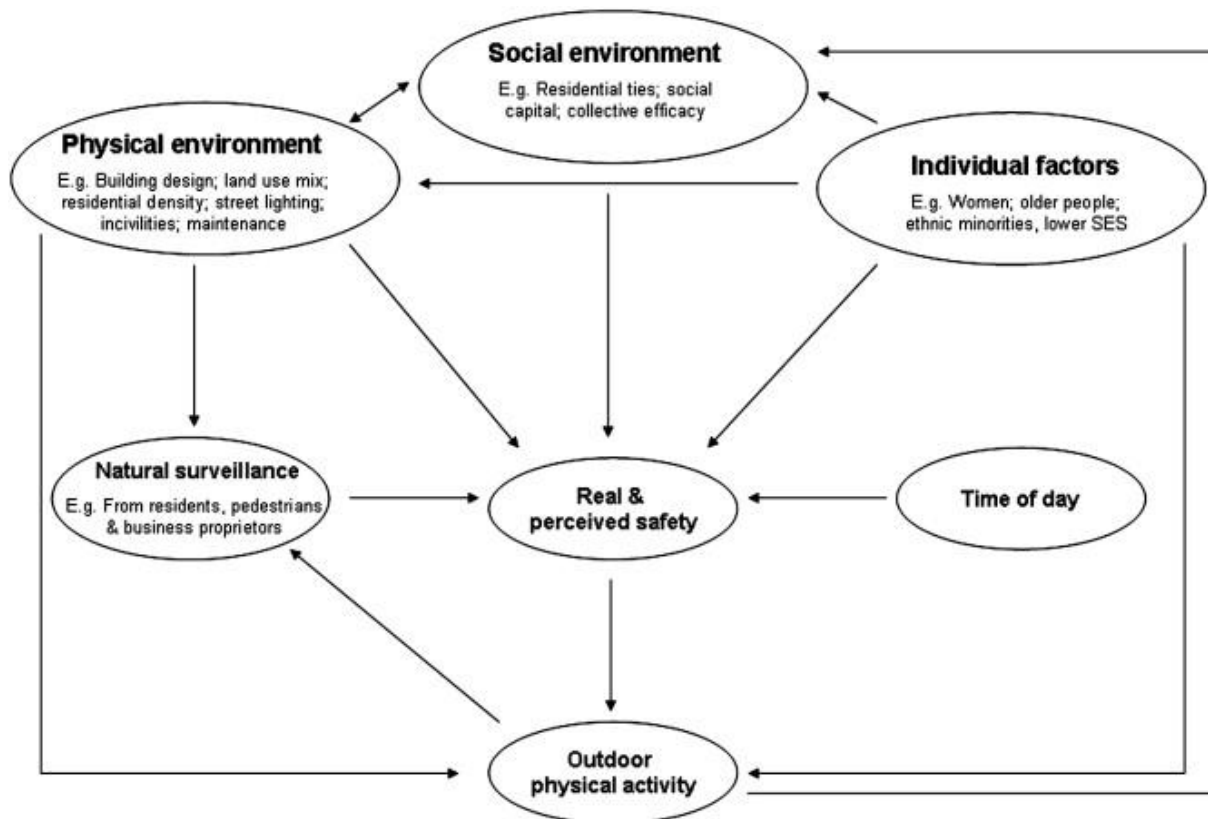 Social environment
E.g. Residential ties; social
capital; collective efficacy
Physical environment
E.g. Building design; land use mix;
residential density; street lighting;
incivilities; maintenance
Individual factors
E.g. Women; older people;
ethnic minorities, lower SES
Natural surveillance
E.g. From residents, pedestrians
& business proprietors
Real &
perceived safety
Time of day
Outdoor
physical activity